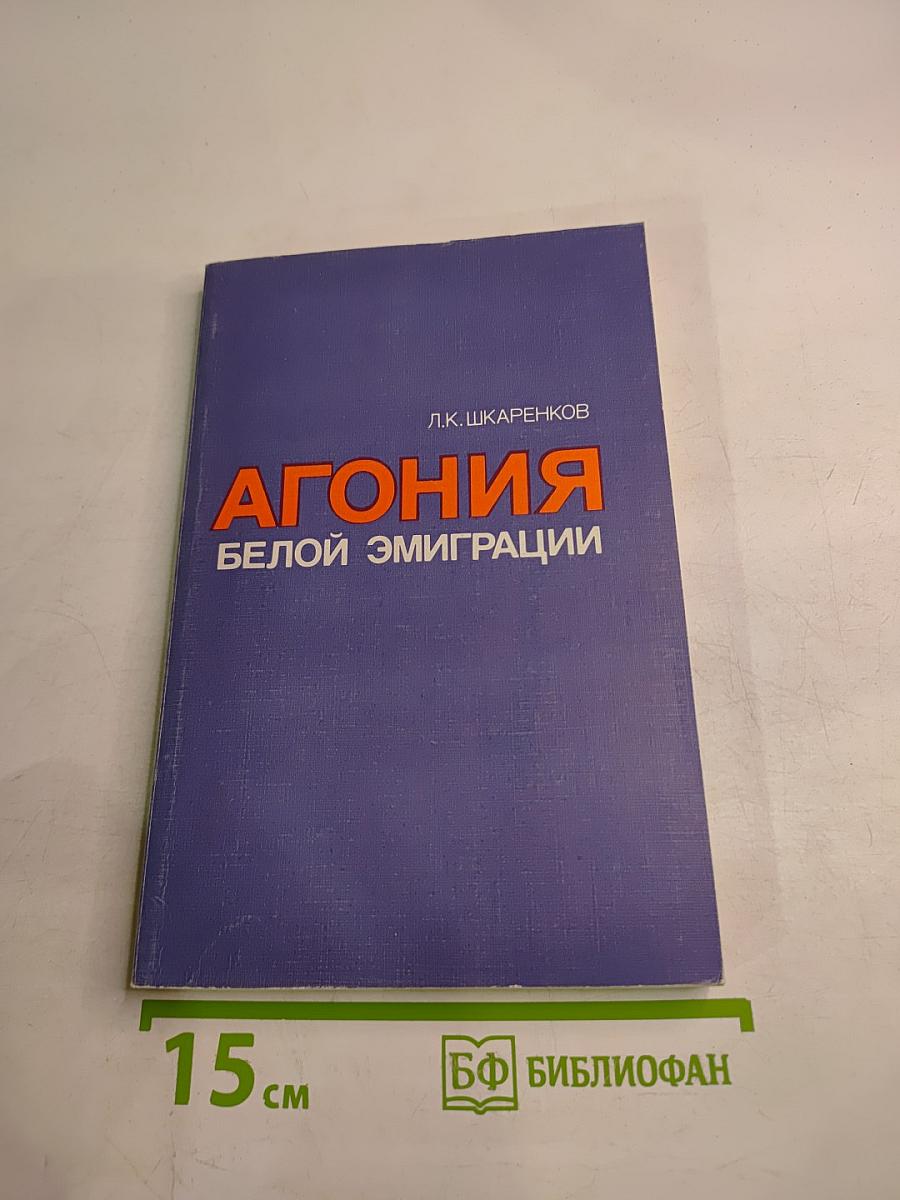 Л.К. ШКАРЕНКОВ
АГОНИЯ
БЕЛОЙ ЭМИГРАЦИИ
15 см
БФ БИБЛИОФАН